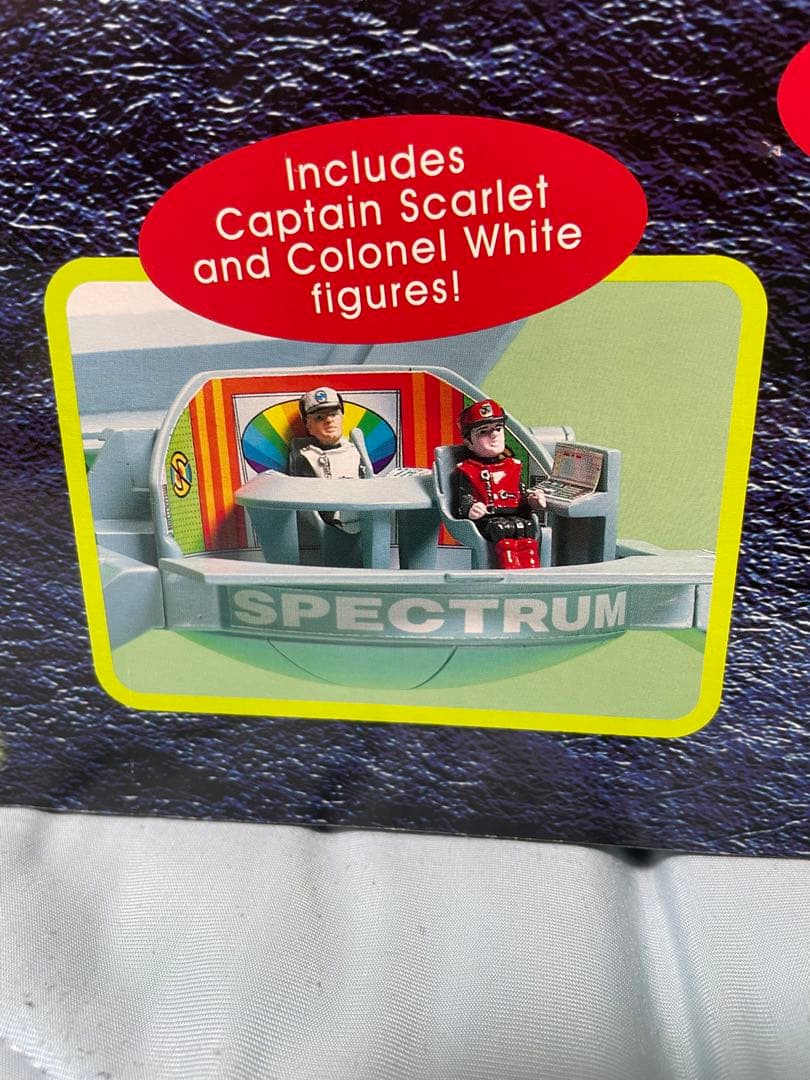 Includes
Captain Scarlet
and Colonel White
figures!
SPECTRUM